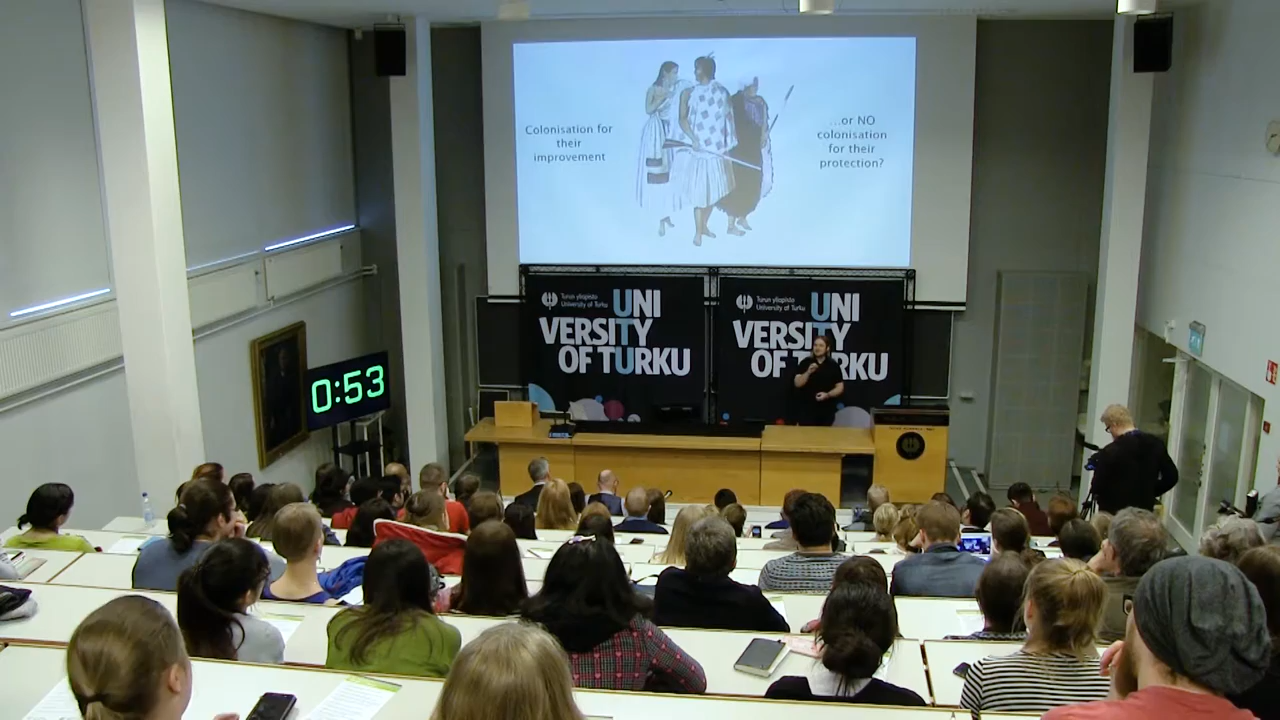 Colonisation for
their
improvement
...or NO
colonisation
for their
protection?
Turun yliopisto
University of Turku
UNI
VERSITY
OF TURKU
Turun yliopisto
University of Turku
UNI
VERSITY
OF TURKU
0:53